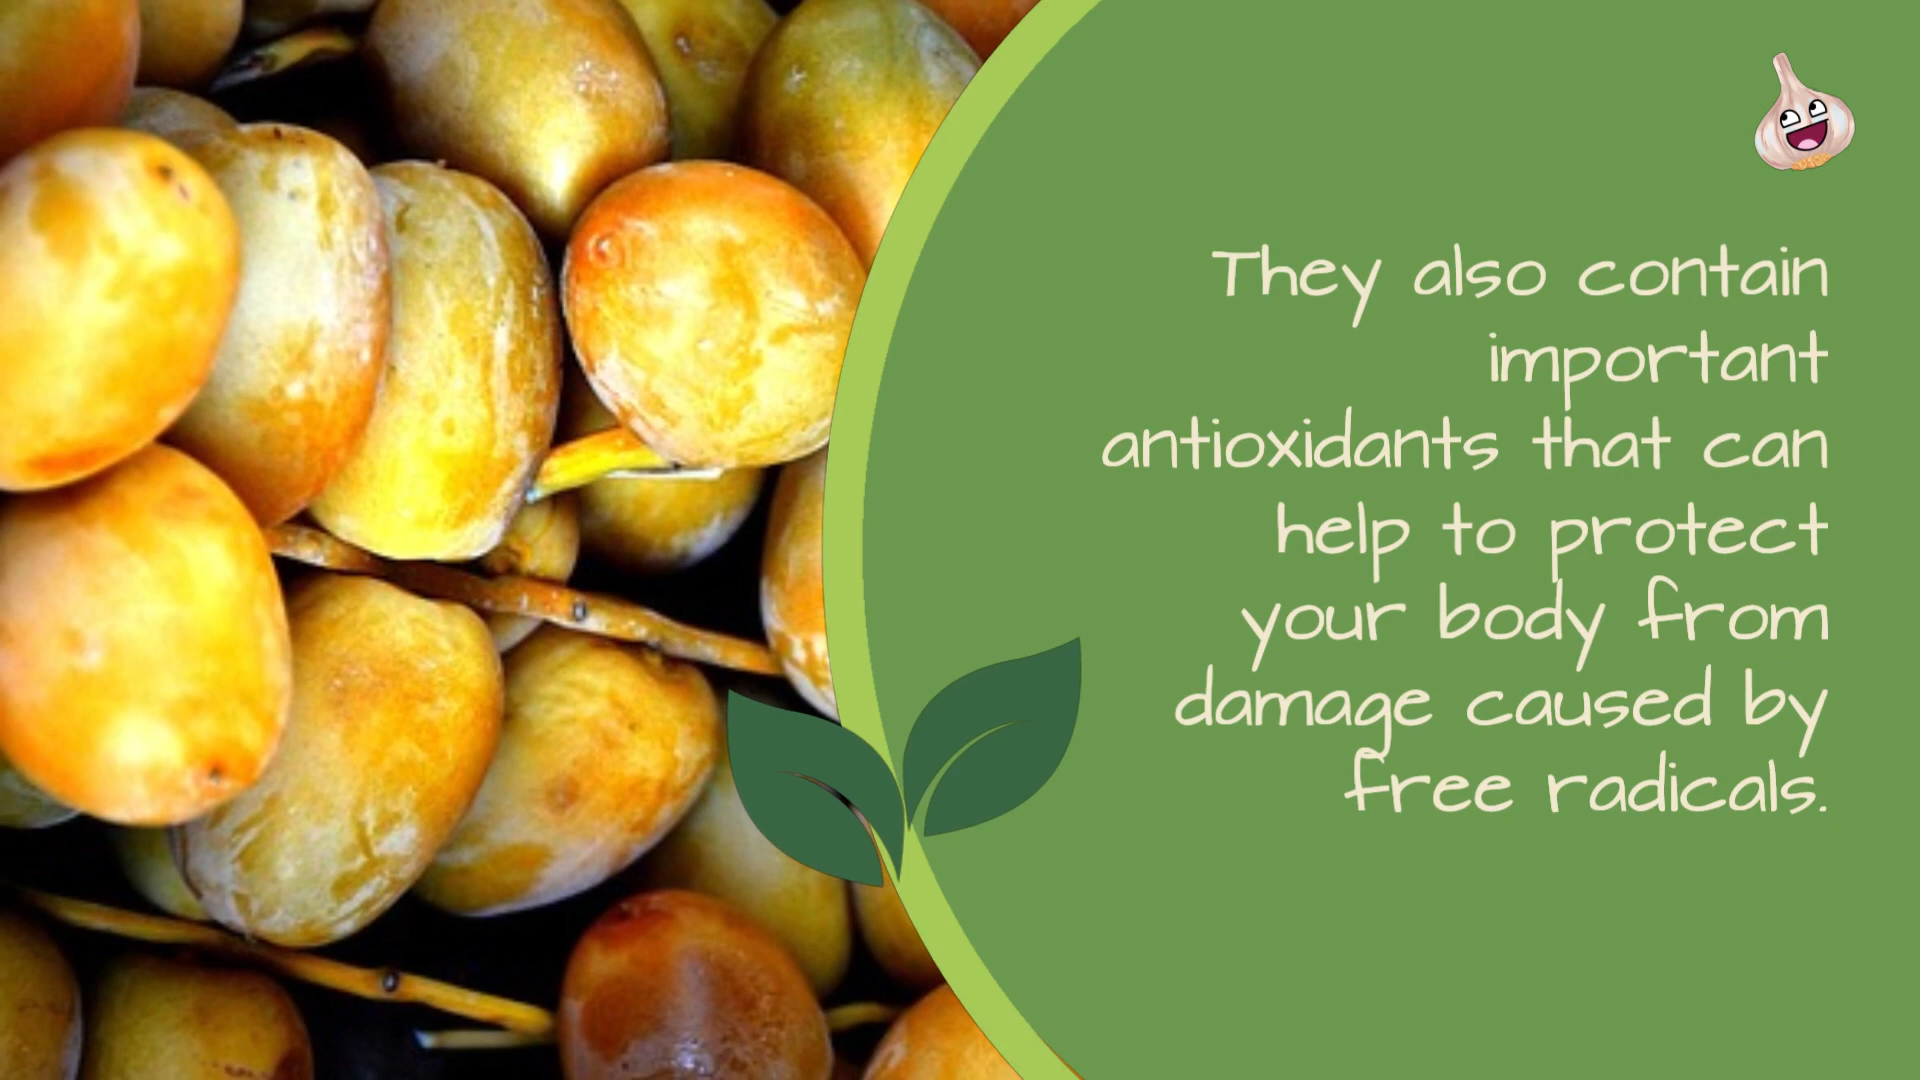 They also contain
important
antioxidants that can
help to protect
your body from
damage caused by
free radicals.